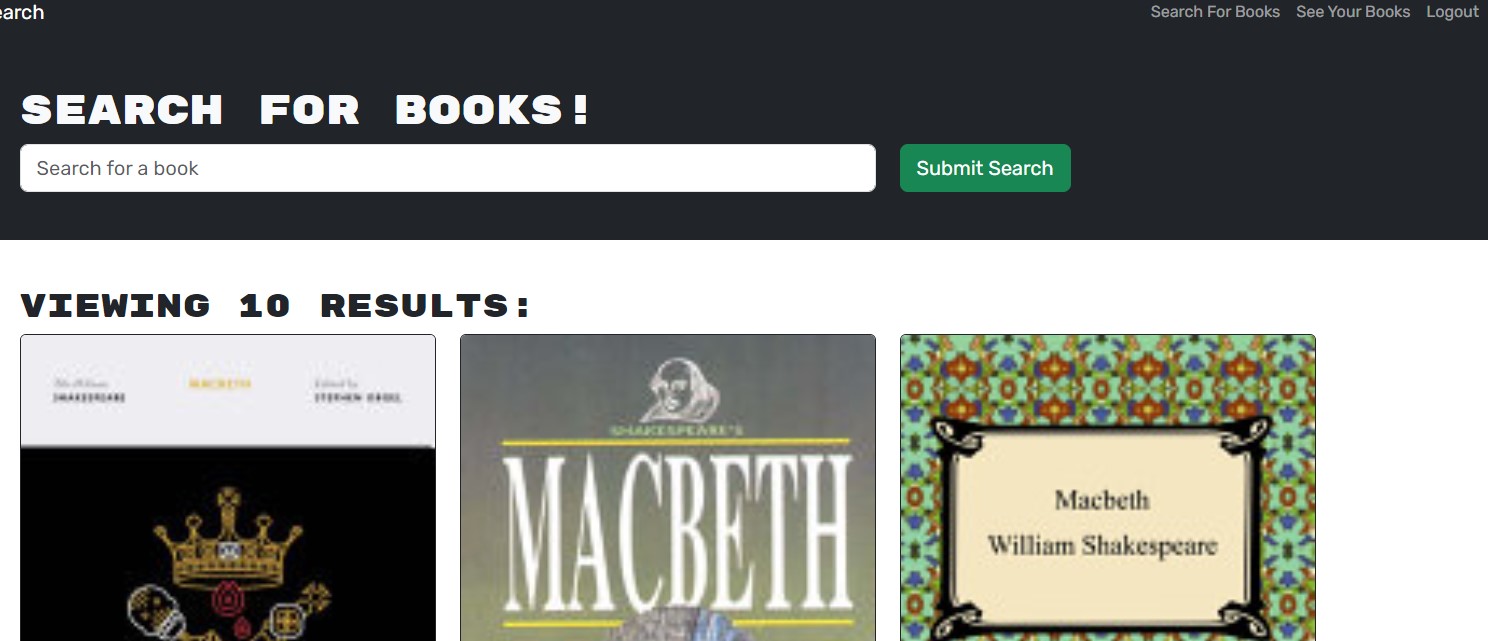 earch
Search For Books See Your Books Logout
SEARCH FOR BOOKS!
Search for a book
Submit Search
VIEWING 10 RESULTS:
SHAKESPEARE
MACBETH
Edited by
STEPHEN ORGEL
SHAKESPEARE'S
MACBETH
Macbeth
William Shakespeare